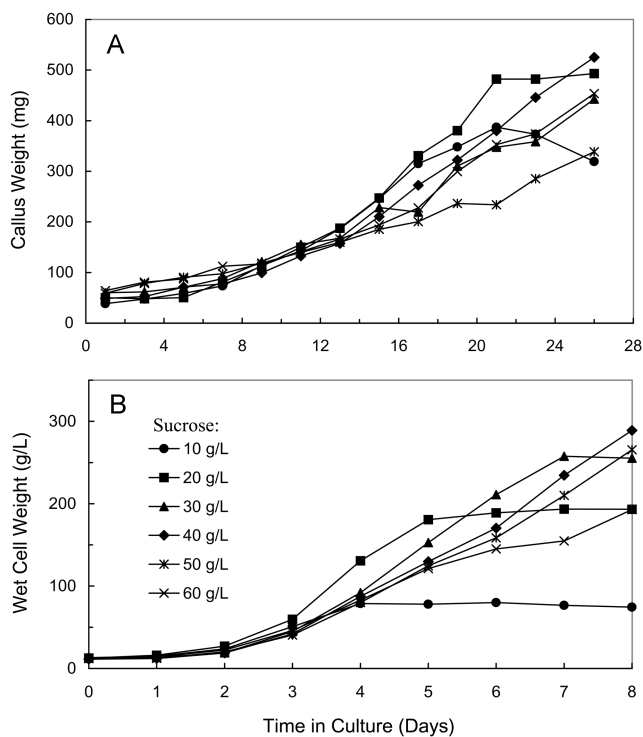 A
600
500
400
300
200
100
0
Callus Weight (mg)
0 4 8 12 16 20 24 28
B
300
200
100
0
Wet Cell Weight (g/L)
Sucrose:
10 g/L
20 g/L
30 g/L
40 g/L
50 g/L
60 g/L
0 1 2 3 4 5 6 7 8
Time in Culture (Days)